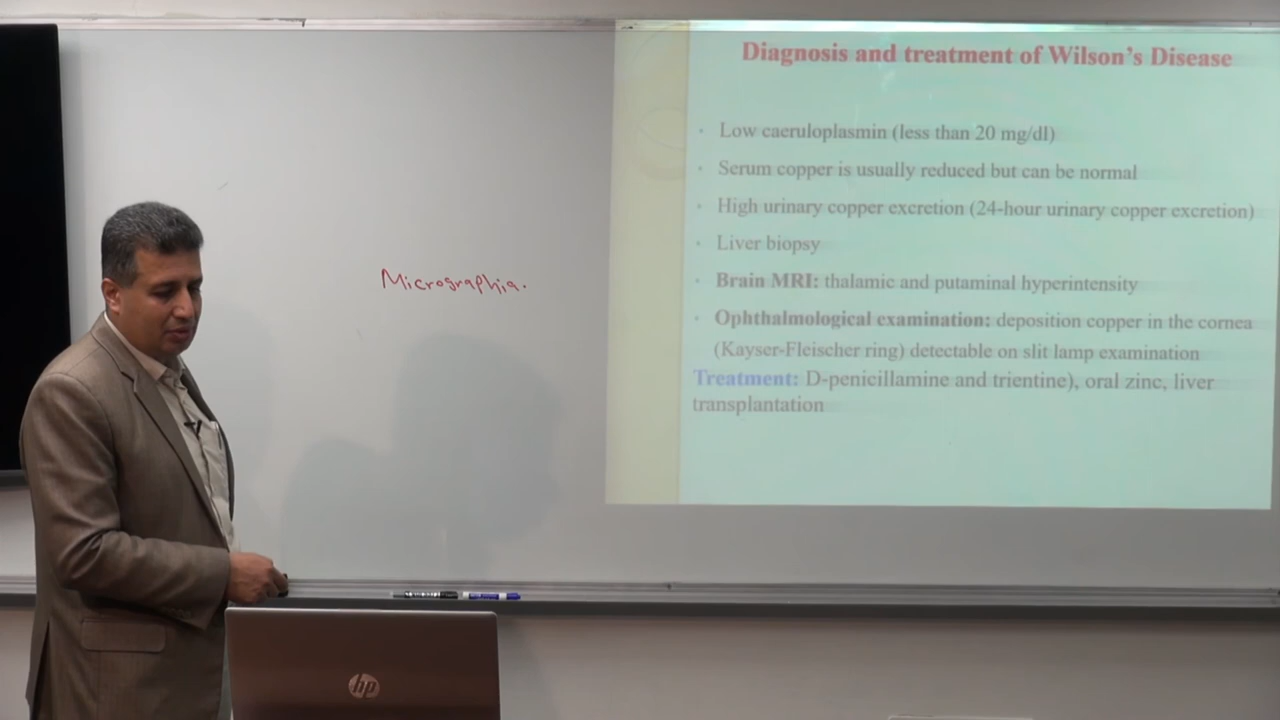 Micrographia.
Diagnosis and treatment of Wilson's Disease
• Low caeruloplasmin (less than 20 mg/dl)
• Serum copper is usually reduced but can be normal
• High urinary copper excretion (24-hour urinary copper excretion)
• Liver biopsy
• Brain MRI: thalamic and putaminal hyperintensity
• Ophthalmological examination: deposition copper in the cornea
(Kayser-Fleischer ring) detectable on slit lamp examination
Treatment: D-penicillamine and trientine), oral zinc, liver
transplantation
hp